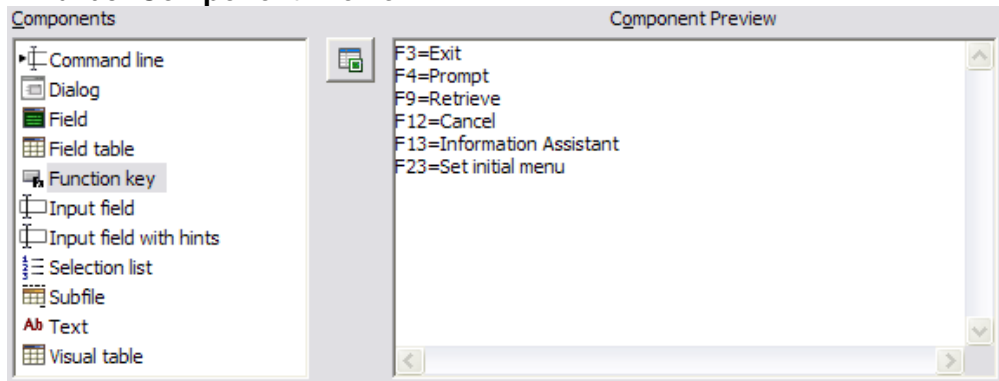 Components
Component Preview
Command line
Dialog
Field
Field table
Function key
Input field
Input field with hints
Selection list
Subfile
Ab Text
Visual table
F3=Exit
F4=Prompt
F9=Retrieve
F12=Cancel
F13=Information Assistant
F23=Set initial menu